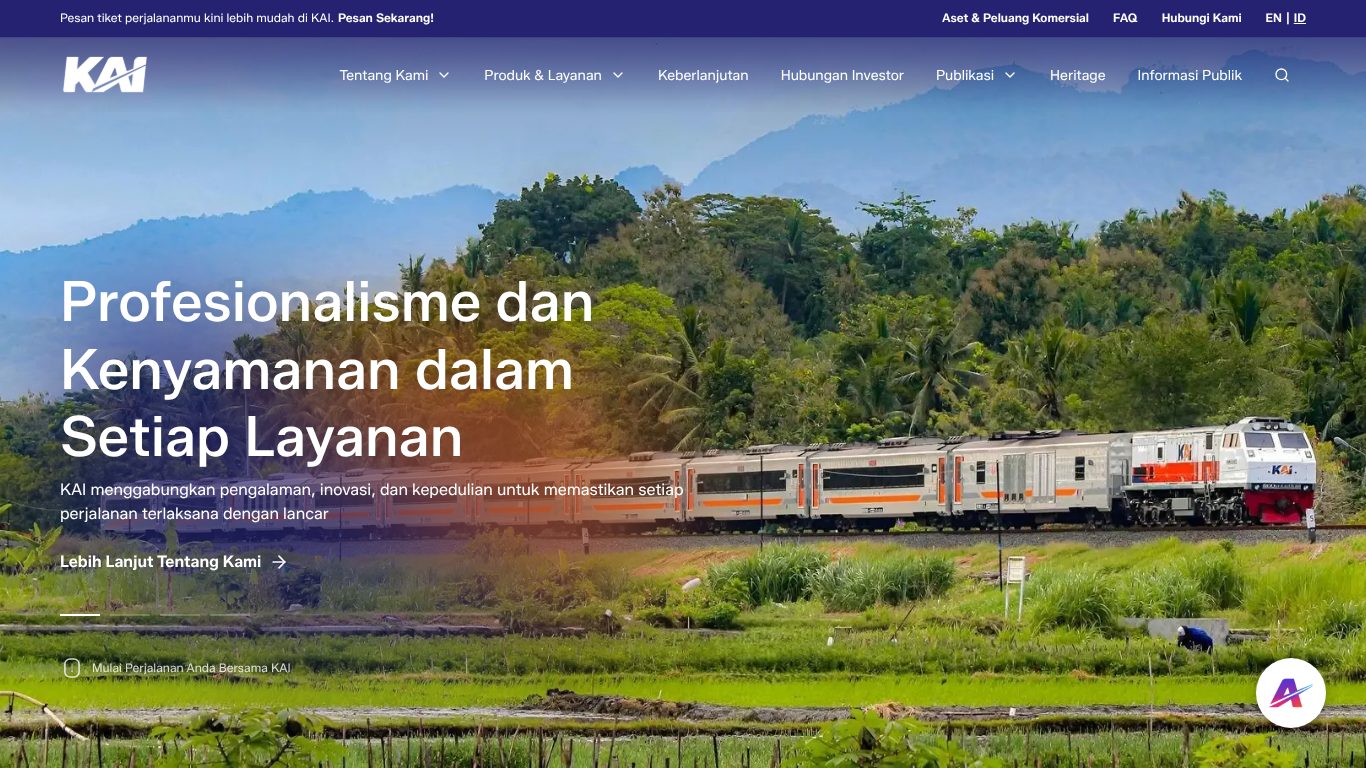 Pesan tiket perjalananmu kini lebih mudah di KAI. Pesan Sekarang!
Aset & Peluang Komersial FAQ Hubungi Kami EN | ID
KAI Tentang Kami Produk & Layanan Keberlanjutan Hubungan Investor Publikasi Heritage Informasi Publik
Profesionalisme dan
Kenyamanan dalam
Setiap Layanan
KAI menggabungkan pengalaman, inovasi, dan kepedulian untuk memastikan setiap
perjalanan terlaksana dengan lancar
Lebih Lanjut Tentang Kami
Mulai Perjalanan Anda Bersama KAI
KAI
KAI